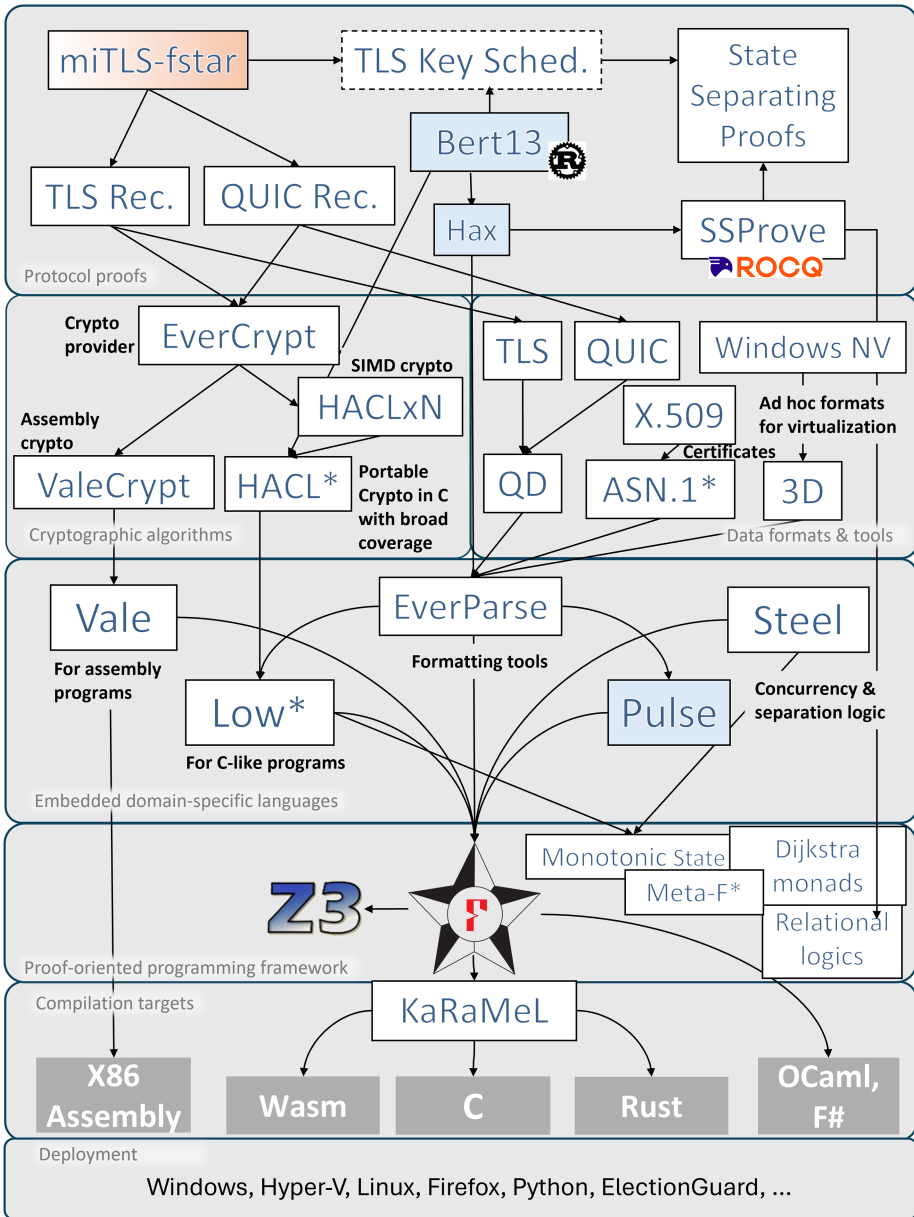 miTLS-fstar
TLS Key Sched.
State
Separating
Proofs
Bert13
R
TLS Rec.
QUIC Rec.
Hax
SSProve
ROCQ
Protocol proofs
Crypto
provider
EverCrypt
TLS
QUIC
Windows NV
SIMD crypto
HACLxN
X.509
Ad hoc formats
for virtualization
Assembly
crypto
Certificates
ValeCrypt
HACL*
Portable
Crypto in C
with broad
coverage
QD
ASN.1*
3D
Cryptographic algorithms
Data formats & tools
Vale
EverParse
Steel
For assembly
programs
Formatting tools
Low*
Pulse
Concurrency &
separation logic
For C-like programs
Embedded domain-specific languages
Monotonic State
Dijkstra
monads
Meta-F*
Z3
F
Relational
logics
Proof-oriented programming framework
Compilation targets
KaRaMeL
X86
Assembly
Wasm
C
Rust
OCaml,
F#
Deployment
Windows, Hyper-V, Linux, Firefox, Python, ElectionGuard, ...